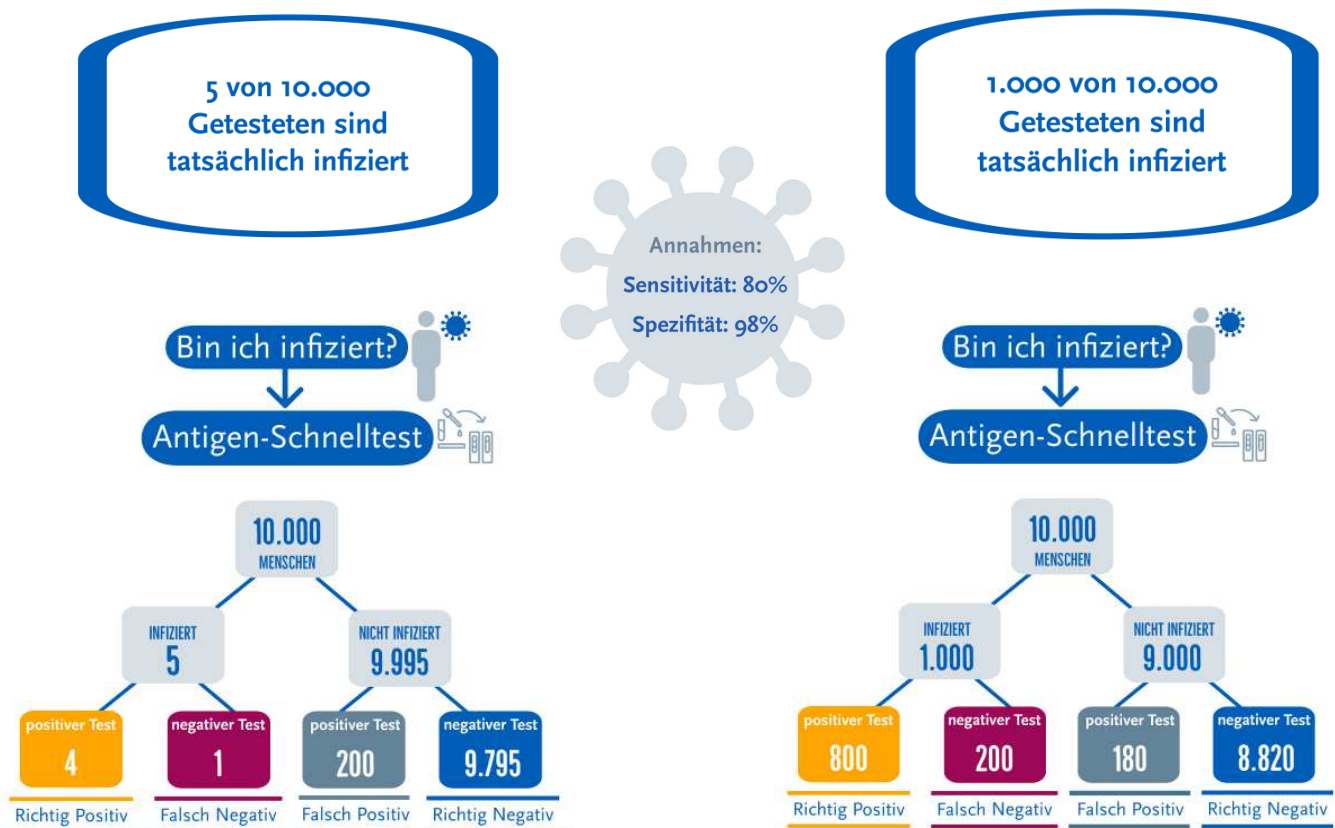 5 von 10.000
Getesteten sind
tatsächlich infiziert
Bin ich infiziert?
Antigen-Schnelltest
10.000
MENSCHEN
INFIZIERT
5
NICHT INFIZIERT
9.995
positiver Test
4
Richtig Positiv
negativer Test
1
Falsch Negativ
positiver Test
200
Falsch Positiv
negativer Test
9.795
Richtig Negativ
Annahmen:
Sensitivität: 80%
Spezifität: 98%
1.000 von 10.000
Getesteten sind
tatsächlich infiziert
Bin ich infiziert?
Antigen-Schnelltest
10.000
MENSCHEN
INFIZIERT
1.000
NICHT INFIZIERT
9.000
positiver Test
800
Richtig Positiv
negativer Test
200
Falsch Negativ
positiver Test
180
Falsch Positiv
negativer Test
8.820
Richtig Negativ